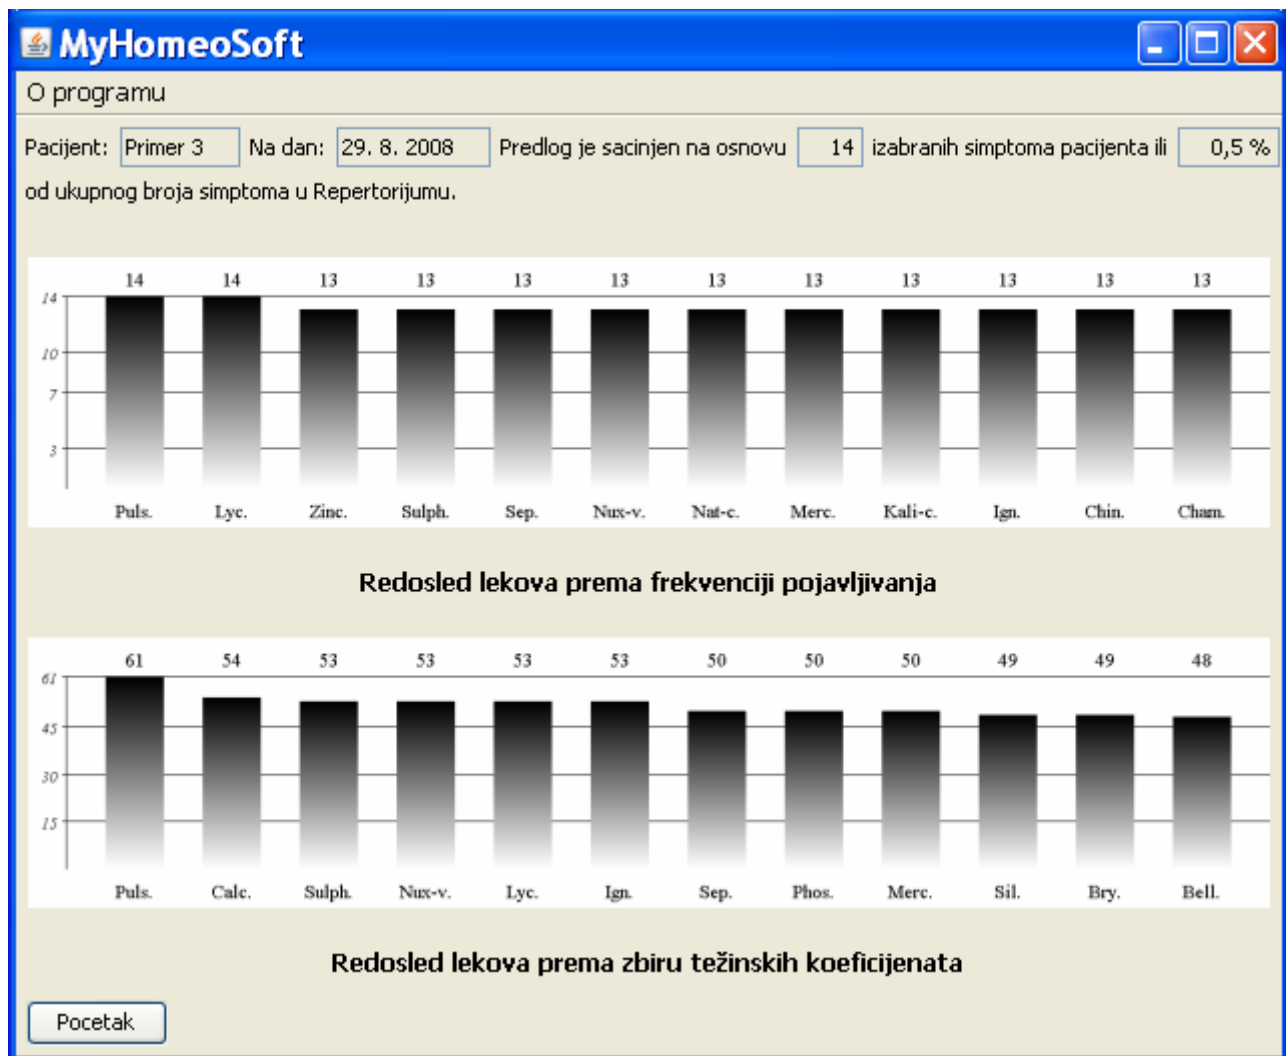 MyHomeoSoft
O programu
Pacijent: Primer 3 Na dan: 29. 8. 2008 Predlog je sacinjen na osnovu 14 izabranih simptoma pacijenta ili 0,5 %
od ukupnog broja simptoma u Repertorijumu.
14 14 13 13 13 13 13 13 13 13 13 13
14
10
7
3
Puls. Lyc. Zinc. Sulph. Sep. Nux-v. Nat-c. Merc. Kali-c. Ign. Chin. Cham.
Redosled lekova prema frekvenciji pojavljivanja
61 54 53 53 53 53 50 50 50 49 49 48
61
45
30
15
Puls. Calc. Sulph. Nux-v. Lyc. Ign. Sep. Phos. Merc. Sil. Bry. Bell.
Redosled lekova prema zbiru težinskih koeficijenata
Pocetak